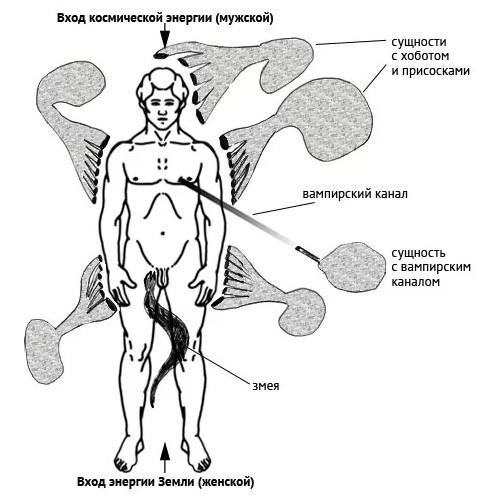 Вход космической энергии (мужской)
сущности
с хоботом
и присосками
вампирский канал
сущность
с вампирским
каналом
змея
Вход энергии Земли (женской)